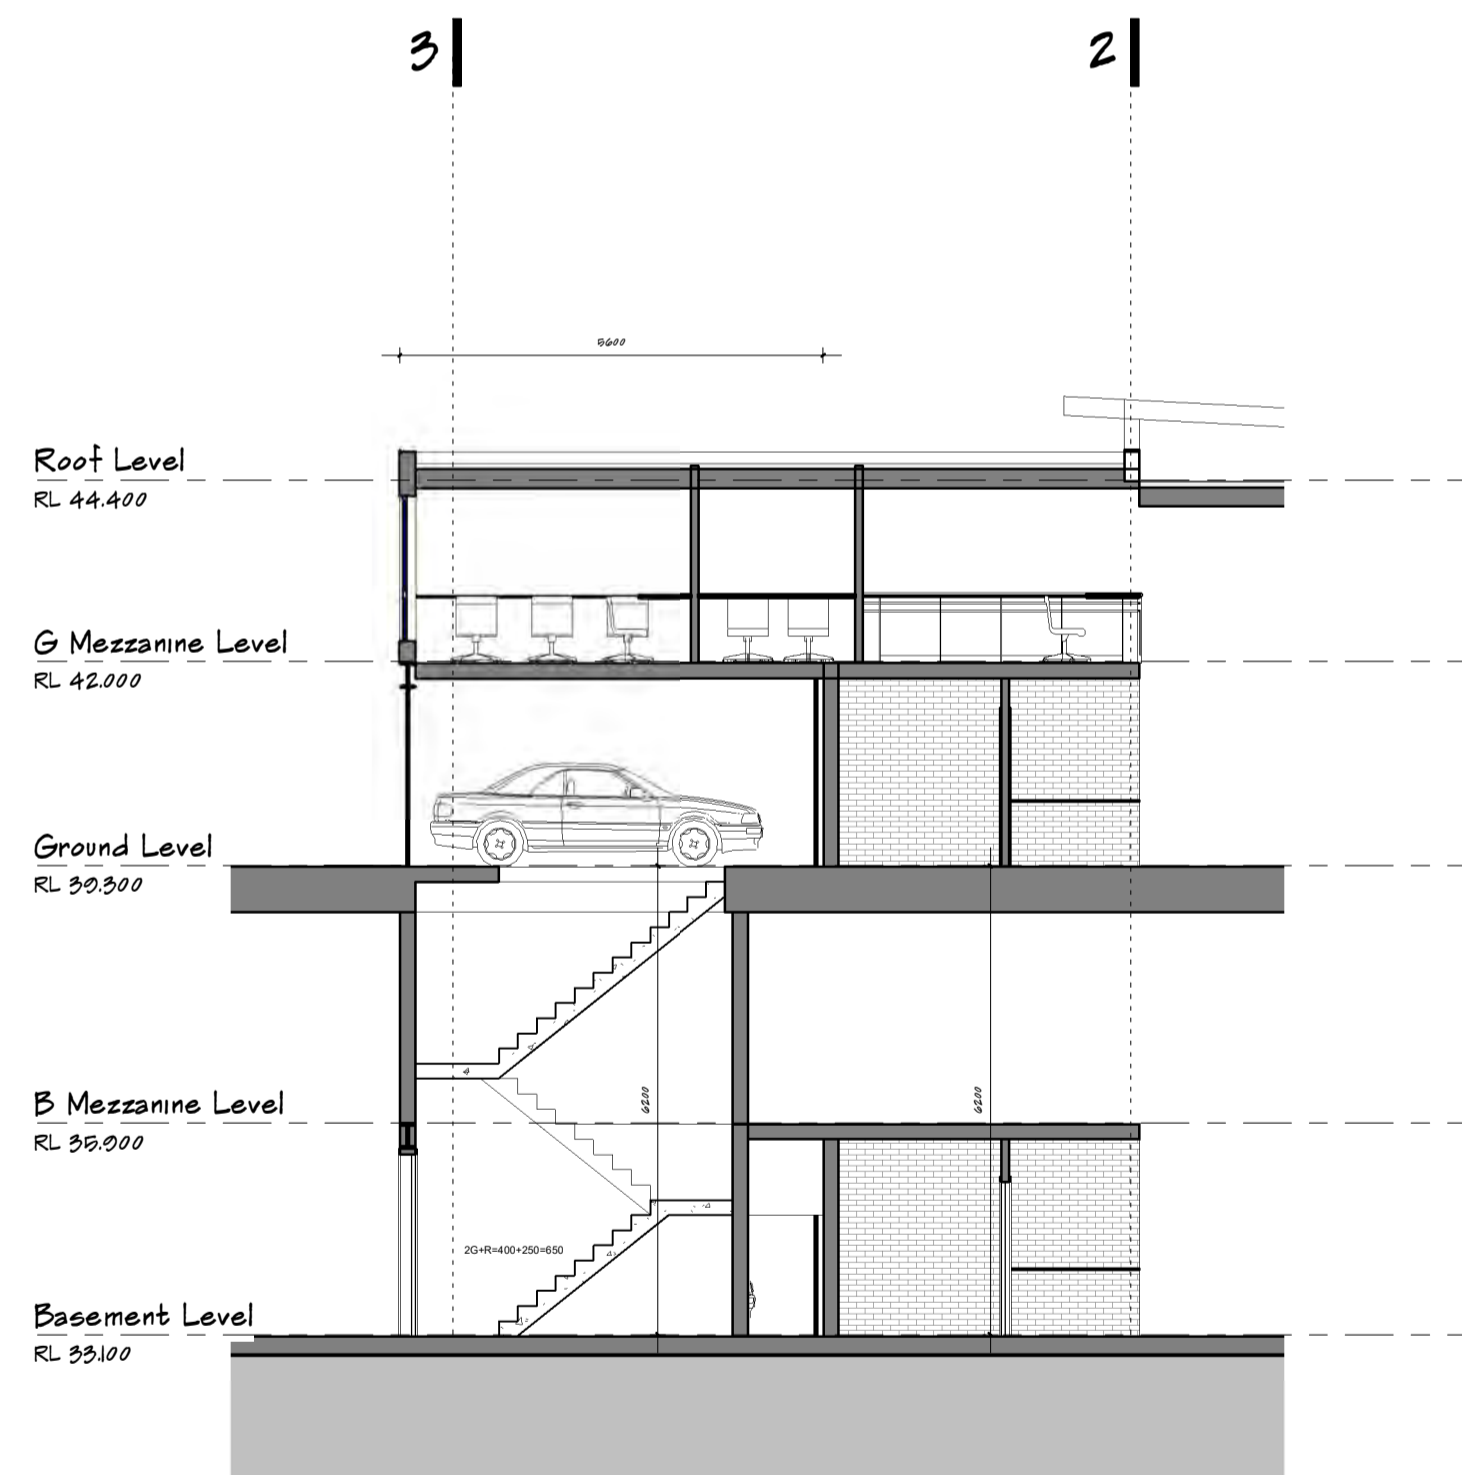 3
2
5600
Roof Level
RL 44.400
G Mezzanine Level
RL 42.000
Ground Level
RL 39.300
B Mezzanine Level
RL 35.900
6200
6200
2G+R=400+250=650
Basement Level
RL 33.100